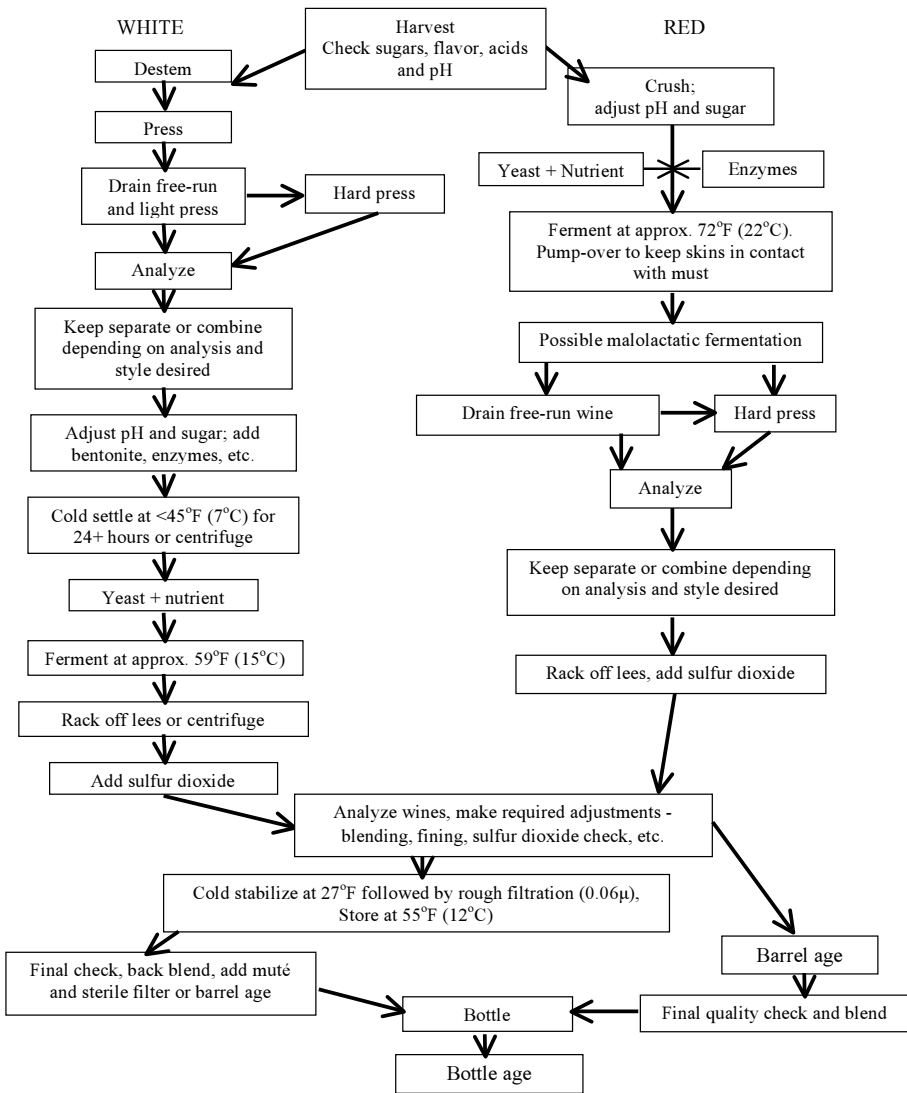 WHITE
RED
Harvest
Check sugars, flavor, acids
and pH
Destem
Press
Drain free-run
and light press
Hard press
Analyze
Keep separate or combine
depending on analysis and
style desired
Adjust pH and sugar; add
bentonite, enzymes, etc.
Cold settle at <45°F (7°C) for
24+ hours or centrifuge
Yeast + nutrient
Ferment at approx. 59°F (15°C)
Rack off lees or centrifuge
Add sulfur dioxide
Crush;
adjust pH and sugar
Yeast + Nutrient
Enzymes
Ferment at approx. 72°F (22°C).
Pump-over to keep skins in contact
with must
Possible malolactatic fermentation
Drain free-run wine
Hard press
Analyze
Keep separate or combine depending
on analysis and style desired
Rack off lees, add sulfur dioxide
Analyze wines, make required adjustments -
blending, fining, sulfur dioxide check, etc.
Cold stabilize at 27°F followed by rough filtration (0.06μ),
Store at 55°F (12°C)
Final check, back blend, add muté
and sterile filter or barrel age
Barrel age
Final quality check and blend
Bottle
Bottle age